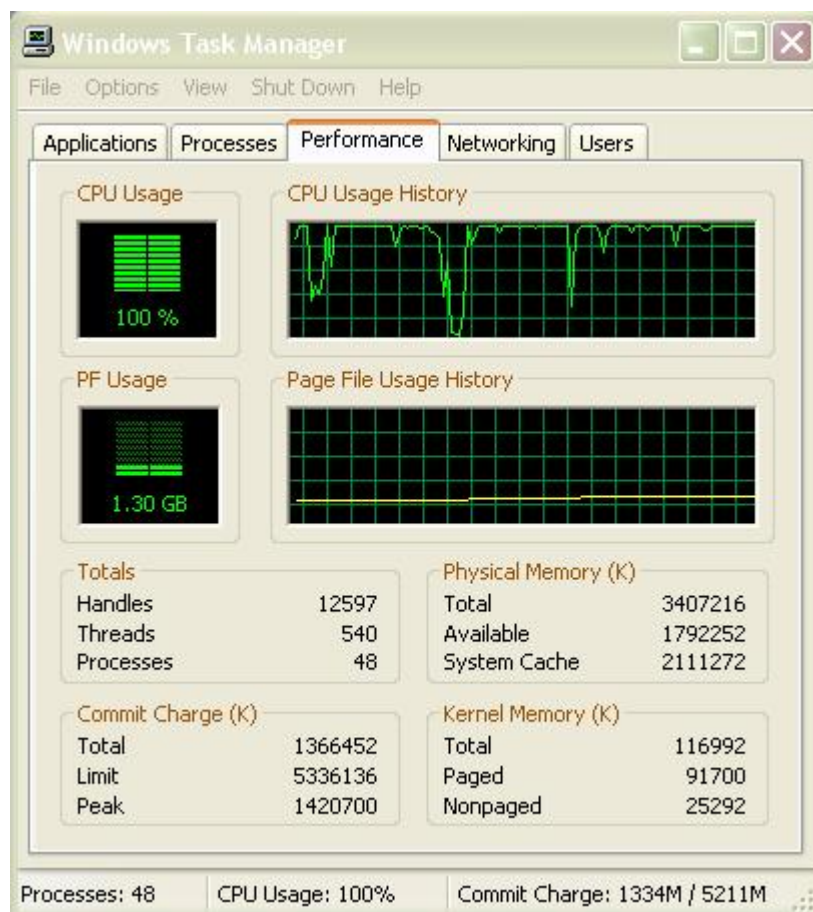 Windows Task Manager
File Options View Shut Down Help
Applications Processes Performance Networking Users
CPU Usage CPU Usage History
100 %
PF Usage Page File Usage History
1.30 GB
Totals Physical Memory (K)
Handles 12597 Total 3407216
Threads 540 Available 1792252
Processes 48 System Cache 2111272
Commit Charge (K) Kernel Memory (K)
Total 1366452 Total 116992
Limit 5336136 Paged 91700
Peak 1420700 Nonpaged 25292
Processes: 48 CPU Usage: 100% Commit Charge: 1334M / 5211M